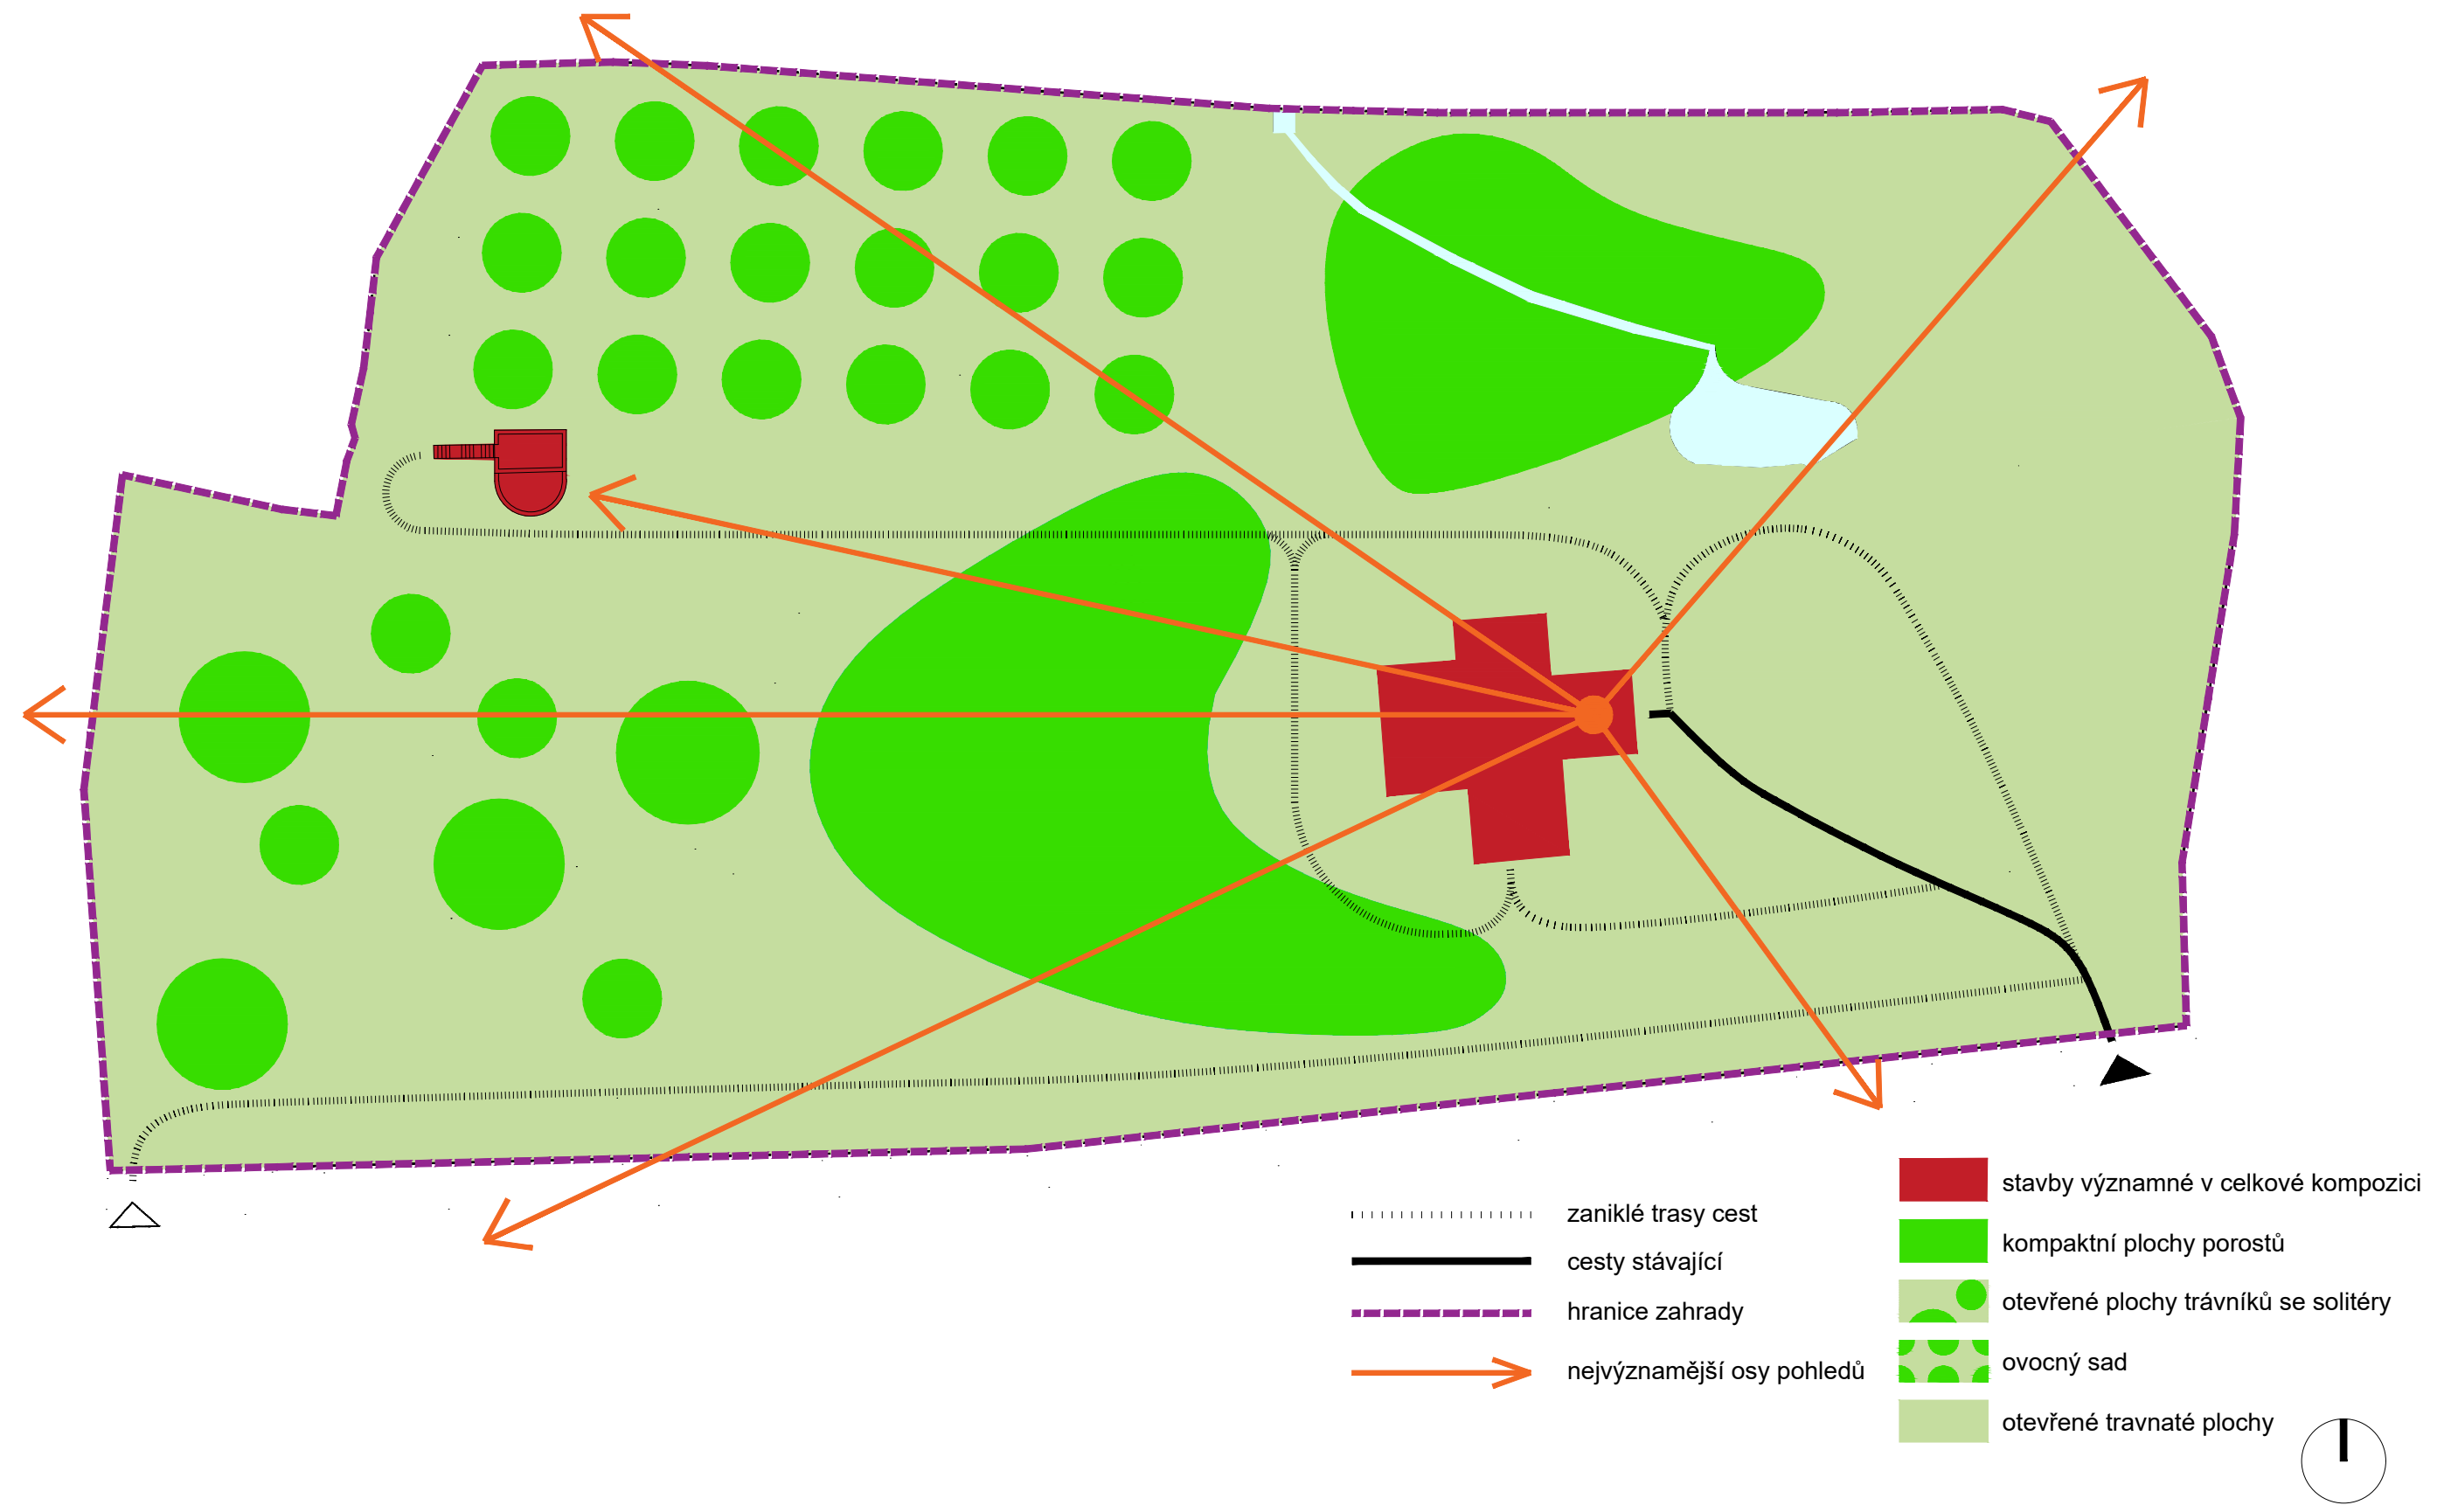 zaniklé trasy cest
cesty stávající
hranice zahrady
nejvýznamější osy pohledů
stavby významné v celkové kompozici
kompaktní plochy porostů
otevřené plochy trávníků se solitéry
ovocný sad
otevřené travnaté plochy